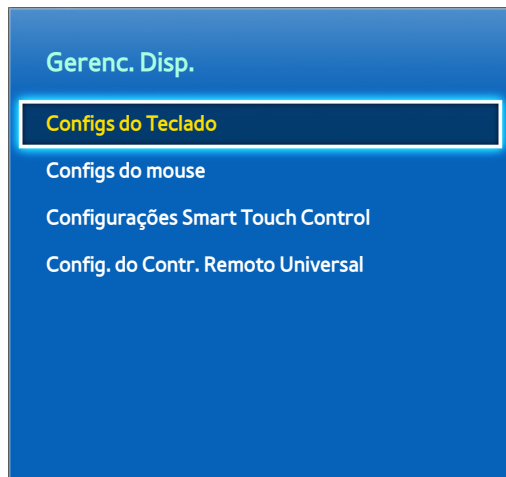 Gerenc. Disp.
Configs do Teclado
Configs do mouse
Configurações Smart Touch Control
Config. do Contr. Remoto Universal